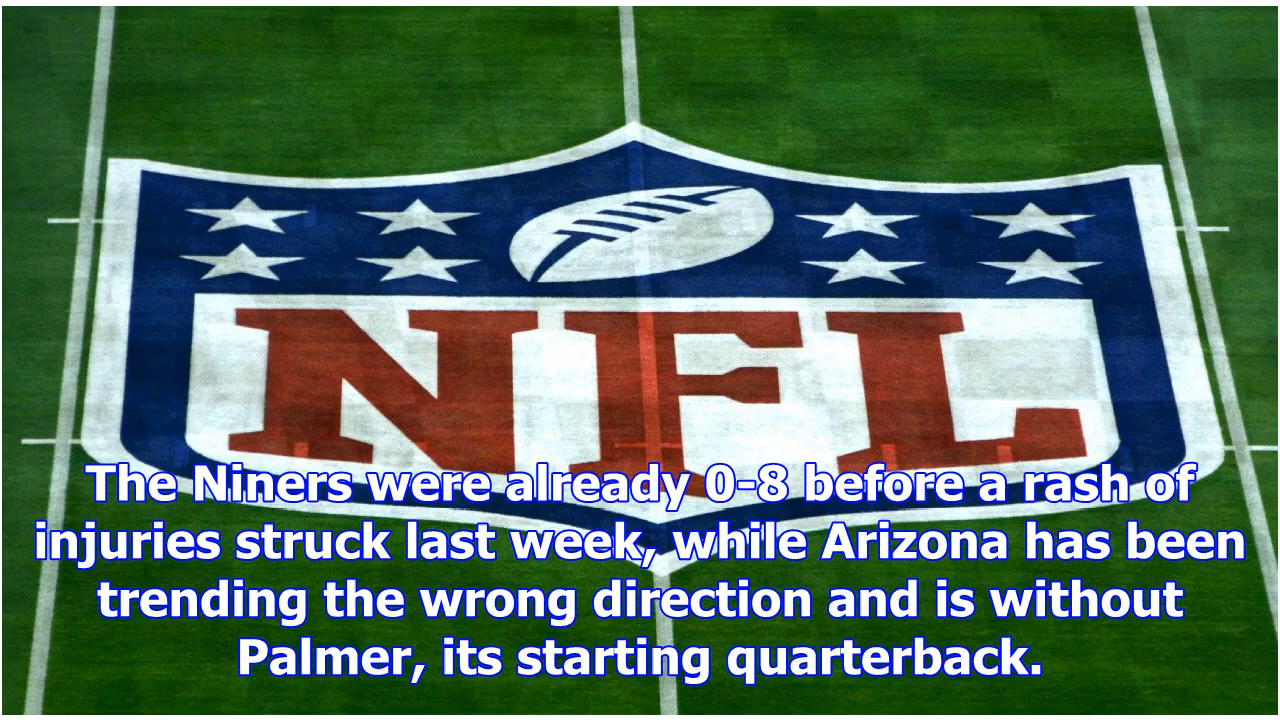 NFL
The Niners were already 0-8 before a rash of
injuries struck last week, while Arizona has been
trending the wrong direction and is without
Palmer, its starting quarterback.